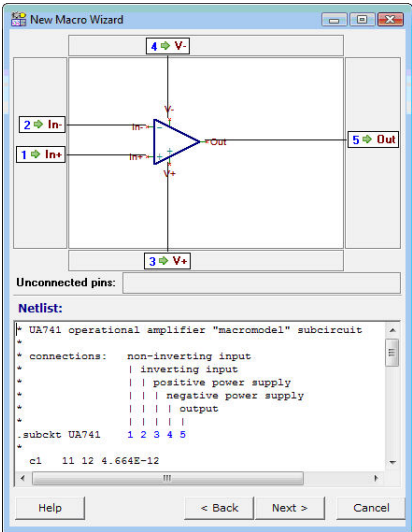 New Macro Wizard
4 V-
V-
2 In-
In-
Out
5 Out
1 In+
In+
V+
3 V+
Unconnected pins:
Netlist:
* UA741 operational amplifier "macromodel" subcircuit
*
* connections:   non-inverting input
*                | inverting input
*                | | positive power supply
*                | | | negative power supply
*                | | | | output
*                | | | | |
.subckt UA741    1 2 3 4 5
*
c1   11 12 4.664E-12
Help
< Back
Next >
Cancel